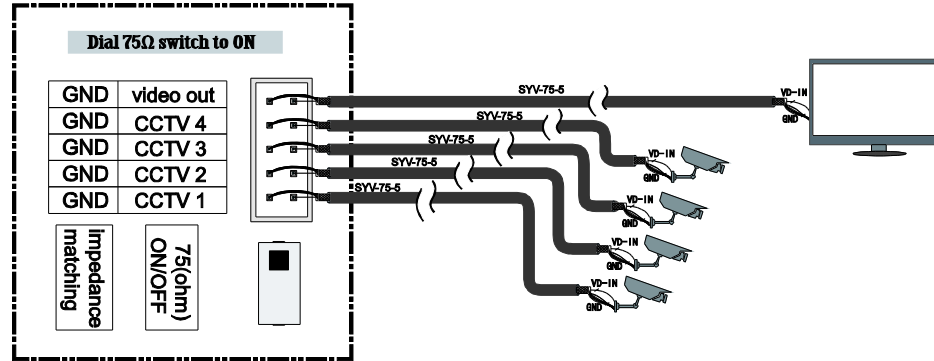 Dial 75Ω switch to ON
GND video out
GND CCTV 4
GND CCTV 3
GND CCTV 2
GND CCTV 1
impedance
matching
75(ohm)
ON/OFF
SYV-75-5
SYV-75-5
SYV-75-5
SYV-75-5
SYV-75-5
VD-IN
GND
VD-IN
GND
VD-IN
GND
VD-IN
GND
VD-IN
GND